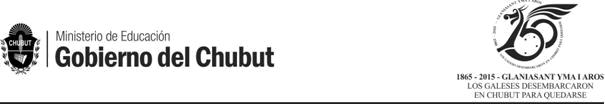 CHUBUT
Ministerio de Educación
Gobierno del Chubut
1865 - 2015 - GLANIASANT YMA I AROS
LOS GALESES DESEMBARCARON
EN CHUBUT PARA QUEDARSE